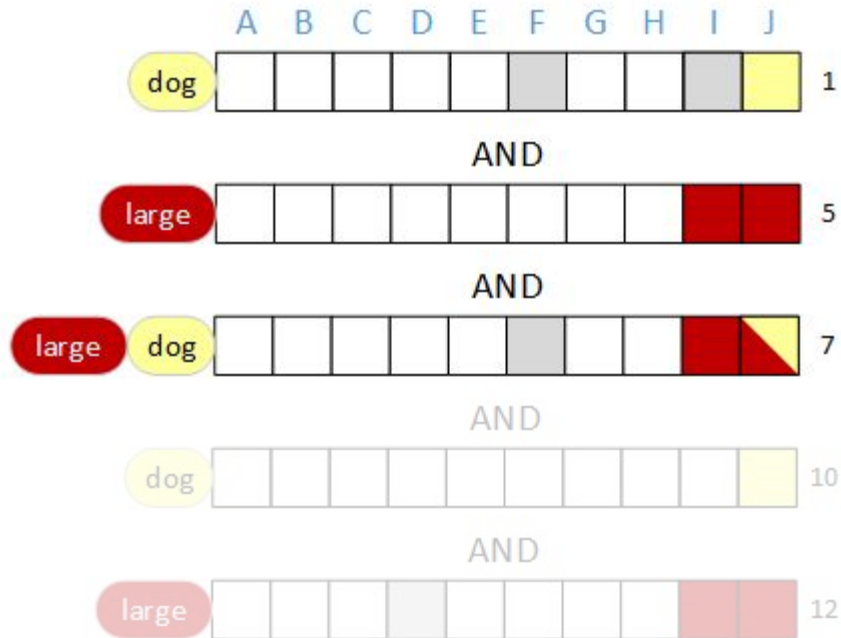 A B C D E F G H I J
dog 1
AND
large 5
AND
large dog 7
AND
dog 10
AND
large 12